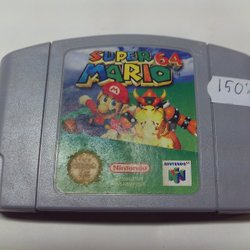 SUPER
MARIO 64
150
Nintendo
NINTENDO 64